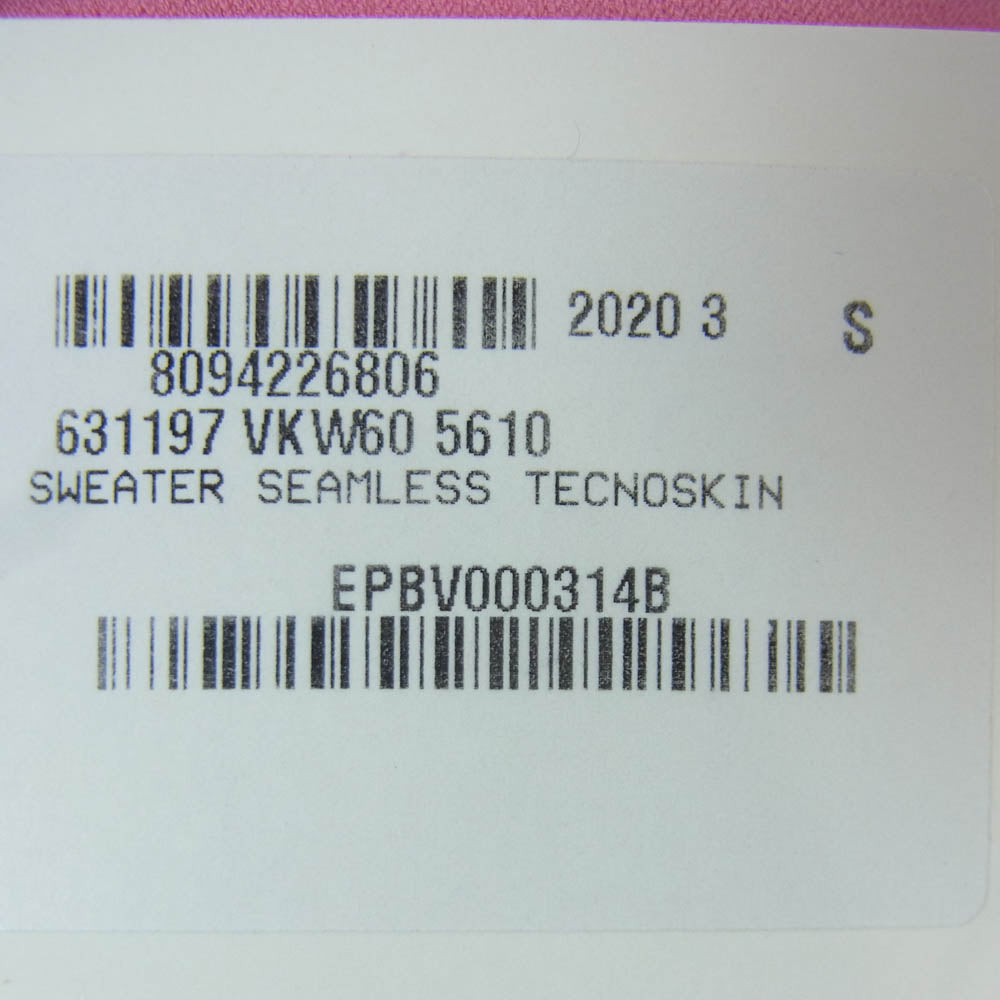 2020 3 S
8094226806
631197 VKW60 5610
SWEATER SEAMLESS TECNOSKIN
EPBV000314B